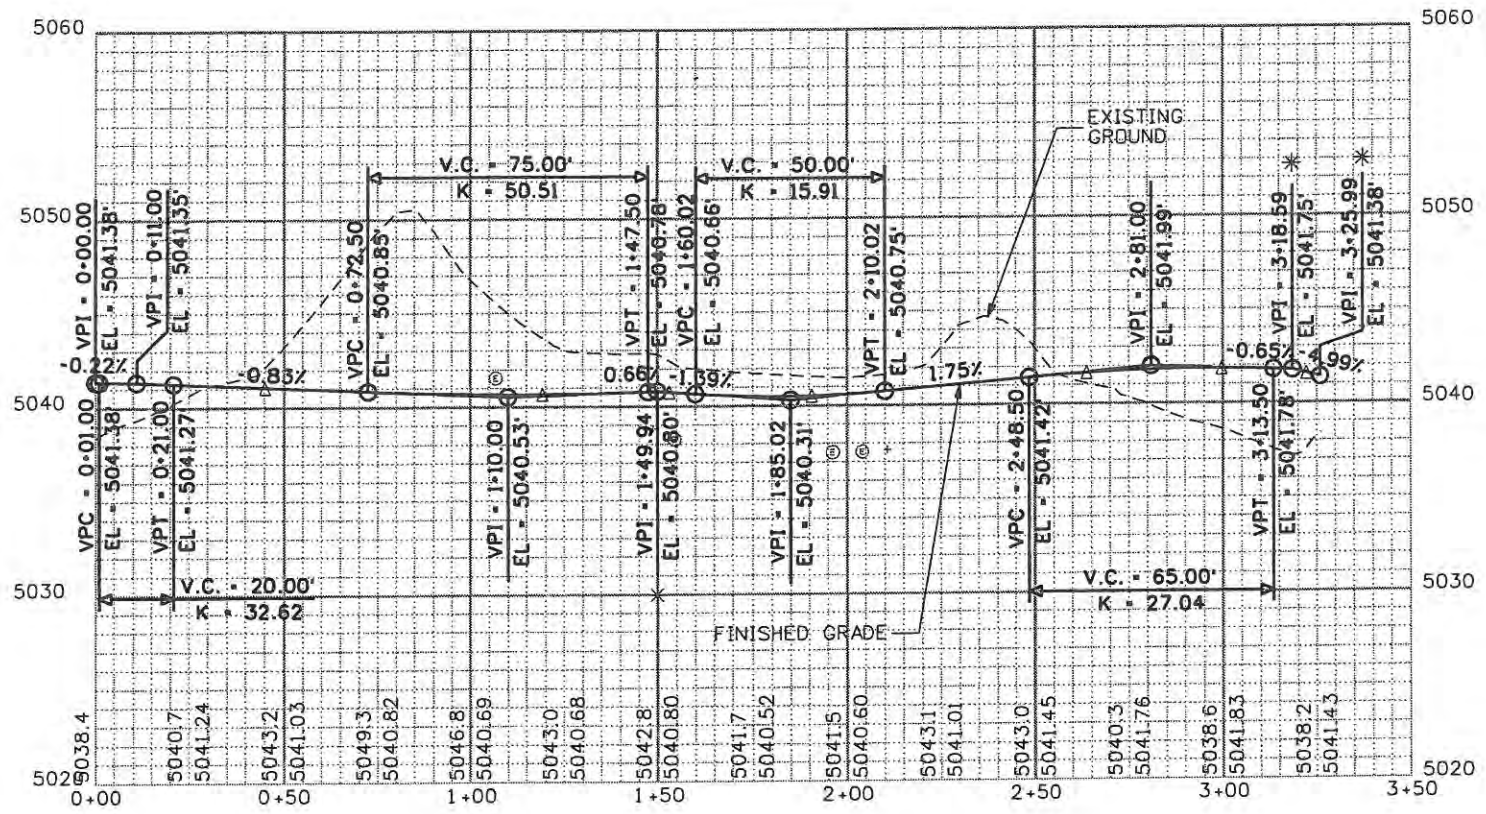 5060
5060
EXISTING
GROUND
V.C. = 75.00'
K = 50.51
V.C. = 50.00'
K = 15.91
5050
5050
VPI = 0+00.00
EL = 5041.38'
VPI = 0+11.00
EL = 5041.35'
VPC = 0+72.50
EL = 5040.85'
VPT = 1+47.50
EL = 5040.78'
VPC = 1+60.02
EL = 5040.66'
VPT = 2+10.02
EL = 5040.75'
VPI = 2+81.00
EL = 5041.99'
VPI = 3+18.59
EL = 5041.75'
VPI = 3+25.99
EL = 5041.38'
-0.22%
-0.83%
0.66%
-1.39%
1.75%
-0.65%
-4.99%
5040
5040
VPC = 0+01.00
EL = 5041.38'
VPT = 0+21.00
EL = 5041.27'
VPI = 1+10.00
EL = 5040.53'
VPI = 1+49.94
EL = 5040.80'
VPI = 1+85.02
EL = 5040.31'
VPC = 2+48.50
EL = 5041.42'
VPT = 3+13.50
EL = 5041.78'
5030
5030
V.C. = 20.00'
K = 32.62
V.C. = 65.00'
K = 27.04
FINISHED GRADE
5038.4
5040.7
5041.24
5043.2
5041.03
5049.3
5040.82
5046.8
5040.69
5043.0
5040.68
5042.8
5040.80
5041.7
5040.52
5041.5
5040.60
5043.1
5041.01
5043.0
5041.45
5040.3
5041.76
5038.6
5041.83
5038.2
5041.43
5020
5020
0+00
0+50
1+00
1+50
2+00
2+50
3+00
3+50